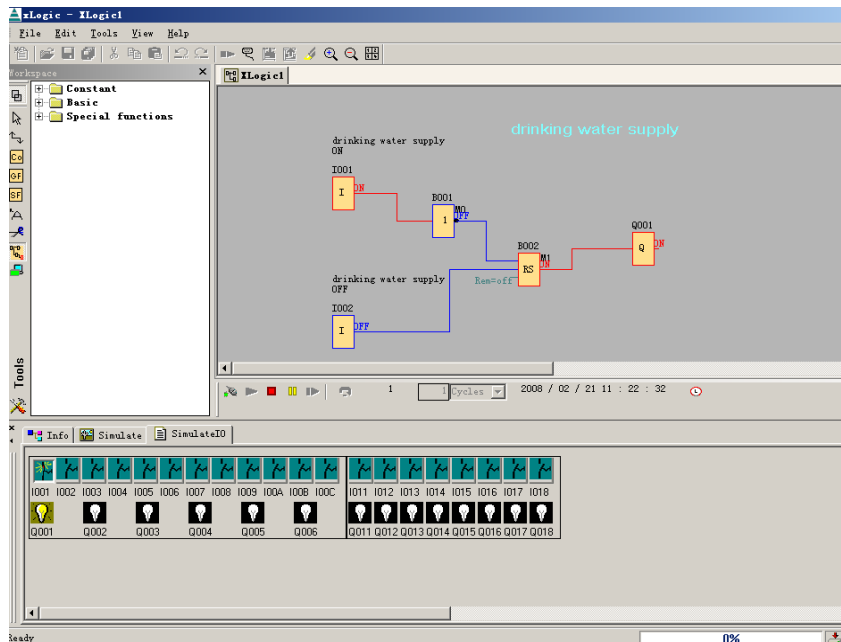 xLogic - XLogic1
File Edit Tools View Help
Workspace
XLogic1
Constant
Basic
Special functions
Co
GF
SF
Tools
drinking water supply
drinking water supply
ON
I001
I
ON
B001
1
M0
OFF
Q001
Q
ON
B002
RS
M1
ON
Rem=off
drinking water supply
OFF
I002
I
OFF
1 1 Cycles 2008 / 02 / 21 11 : 22 : 32
Info Simulate SimulateIO
I001 I002 I003 I004 I005 I006 I007 I008 I009 I00A I00B I00C I011 I012 I013 I014 I015 I016 I017 I018
Q001 Q002 Q003 Q004 Q005 Q006 Q011 Q012 Q013 Q014 Q015 Q016 Q017 Q018
Ready 0%